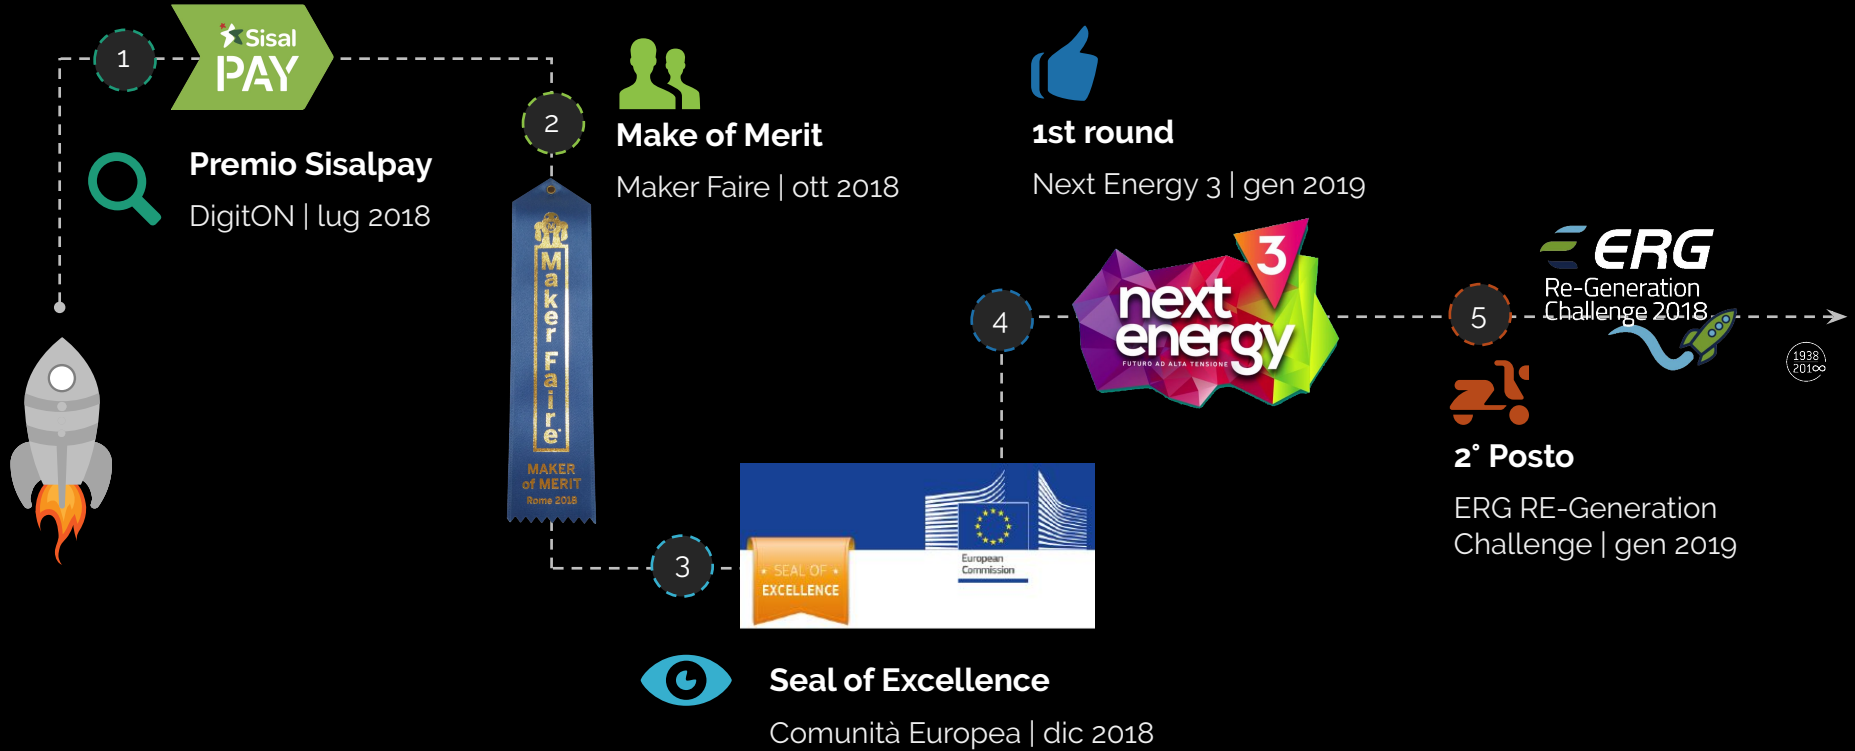 1
Sisal
PAY
Premio Sisalpay
DigitON | lug 2018
2
Make of Merit
Maker Faire | ott 2018
Maker Faire
MAKER
of MERIT
Rome 2018
3
SEAL OF
EXCELLENCE
European
Commission
Seal of Excellence
Comunità Europea | dic 2018
4
1st round
Next Energy 3 | gen 2019
3
next
energy
FUTURO AD ALTA TENSIONE
5
ERG
Re-Generation
Challenge 2018
1938
201∞
2° Posto
ERG RE-Generation
Challenge | gen 2019